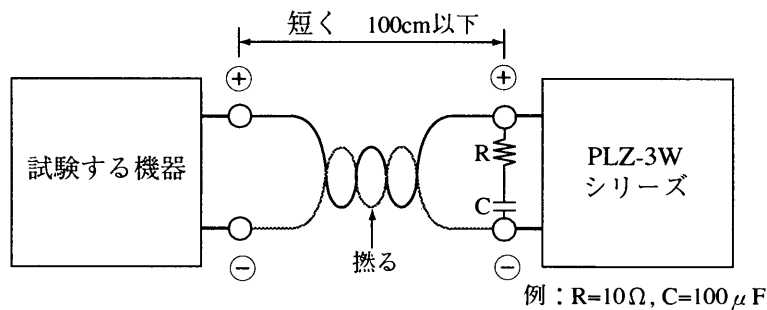 短く 100cm以下
+ +
試験する機器
R
C
PLZ-3W
シリーズ
- -
撚る
例：R=10Ω, C=100μF